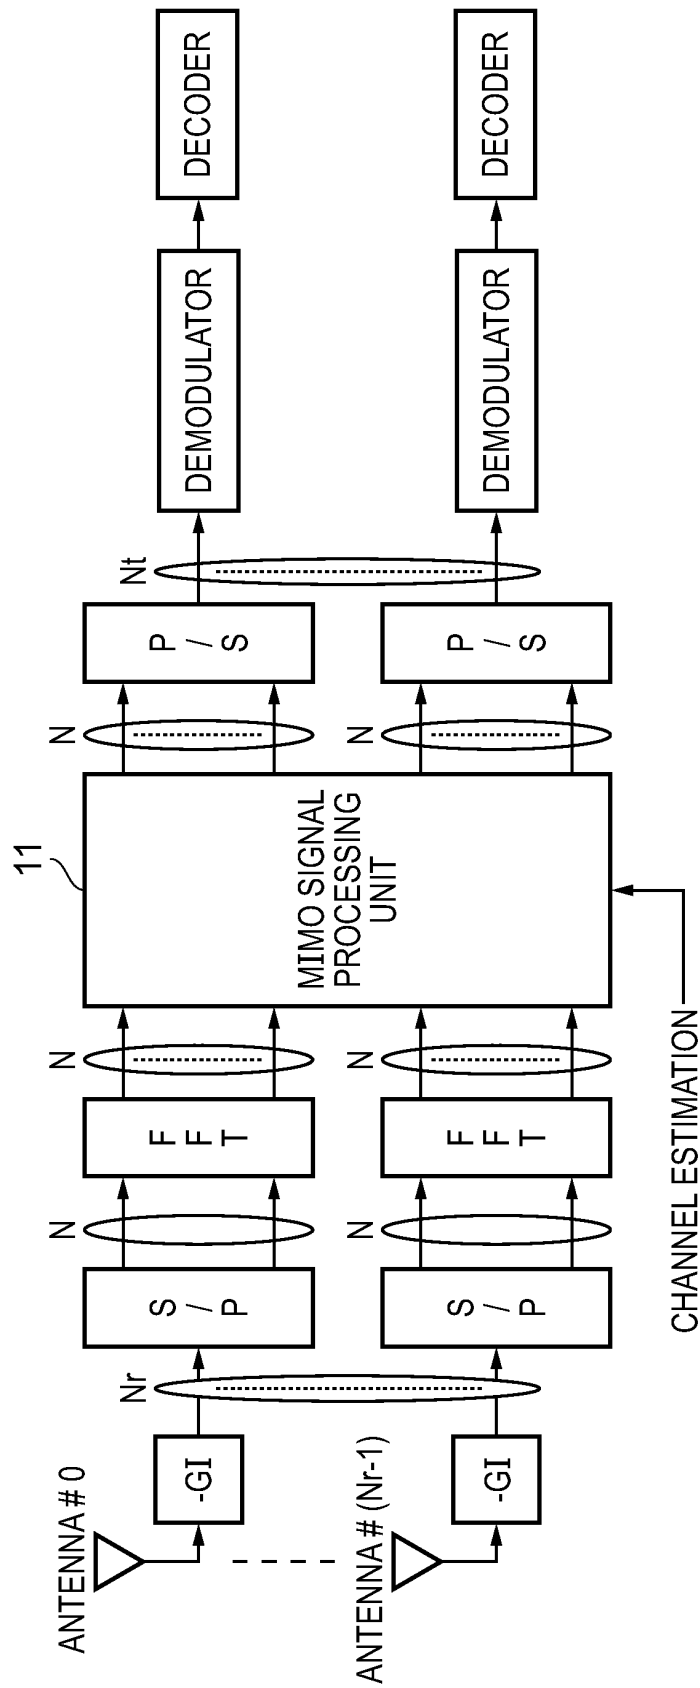 ANTENNA # 0
-GI
Nr
S / P
N
F F T
N
11
MIMO SIGNAL
PROCESSING
UNIT
N
P / S
Nt
DEMODULATOR
DECODER
ANTENNA # (Nr-1)
-GI
S / P
N
F F T
N
N
P / S
DEMODULATOR
DECODER
CHANNEL ESTIMATION